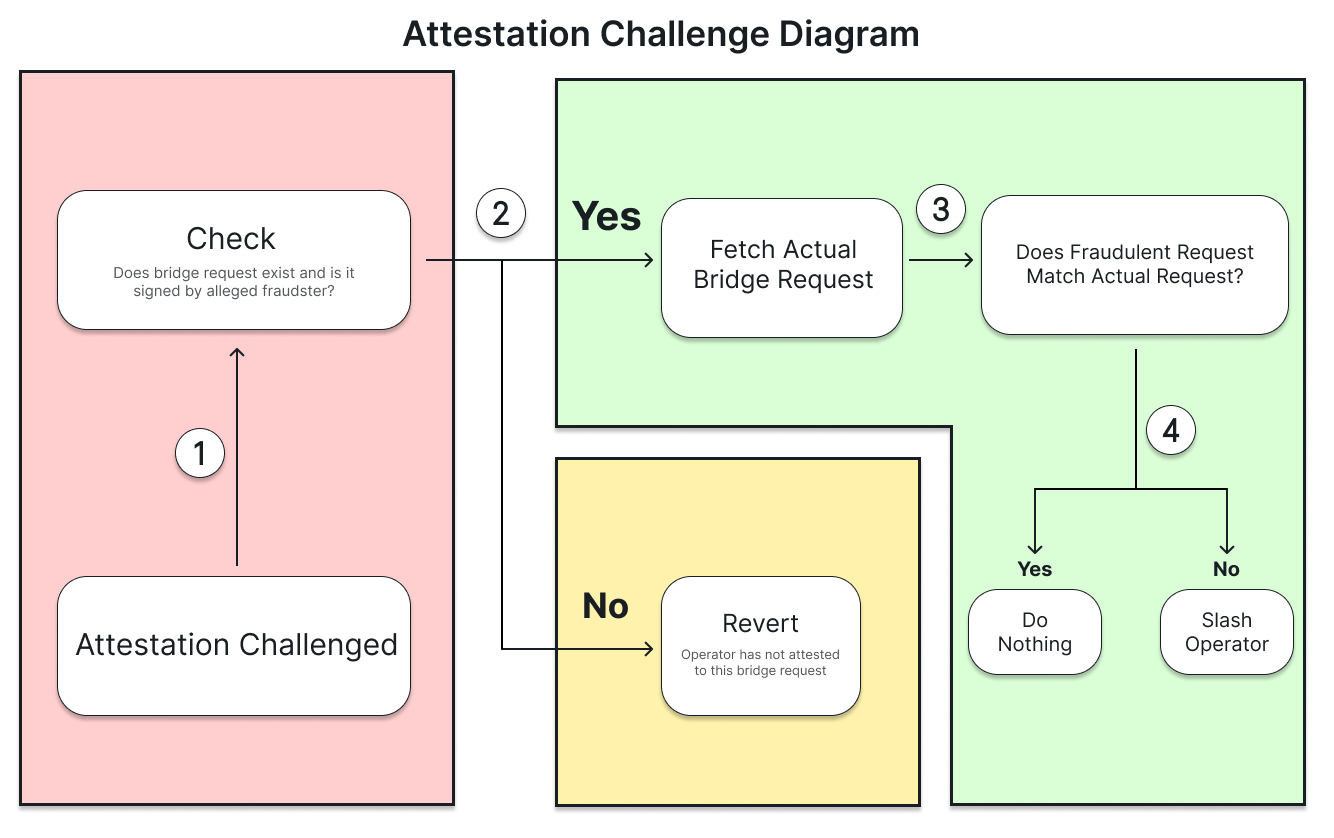 Attestation Challenge Diagram
Check
Does bridge request exist and is it
signed by alleged fraudster?
1
Attestation Challenged
2
Yes
Fetch Actual
Bridge Request
3
Does Fraudulent Request
Match Actual Request?
4
Yes
Do
Nothing
No
Slash
Operator
No
Revert
Operator has not attested
to this bridge request